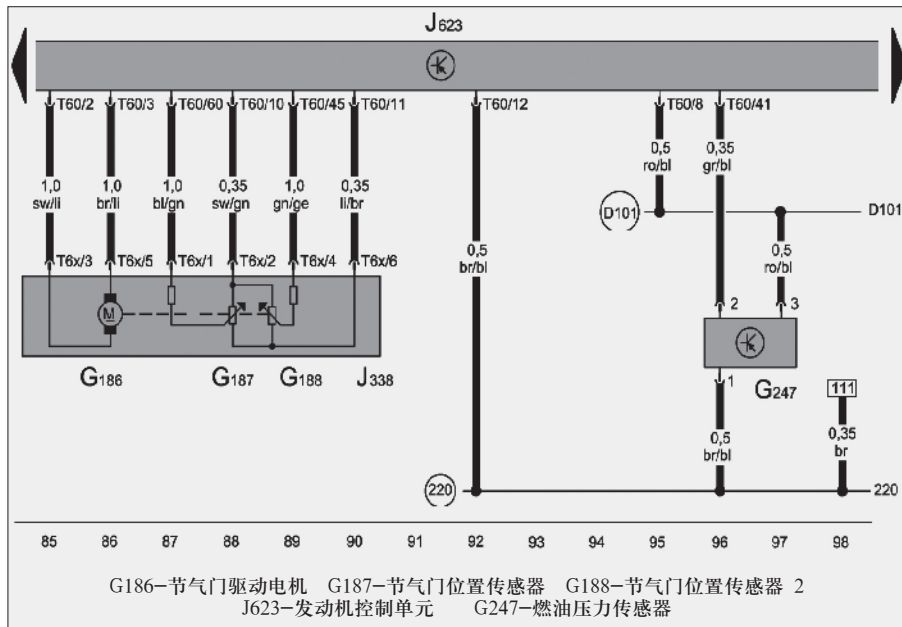 J623
T60/2 T60/3 T60/60 T60/10 T60/45 T60/11 T60/12 T60/8 T60/41
1,0 1,0 1,0 0,35 1,0 0,35
sw/li br/li bl/gn sw/gn gn/ge li/br
0,5 0,35
ro/bl gr/bl
D101 D101
0,5 0,5
br/bl ro/bl
T6x/3 T6x/5 T6x/1 T6x/2 T6x/4 T6x/6
2 3
M
G186 G187 G188 J338
1 G247 111
0,5 0,35
br/bl br
220 220
85 86 87 88 89 90 91 92 93 94 95 96 97 98
G186–节气门驱动电机 G187–节气门位置传感器 G188–节气门位置传感器 2
J623–发动机控制单元 G247–燃油压力传感器